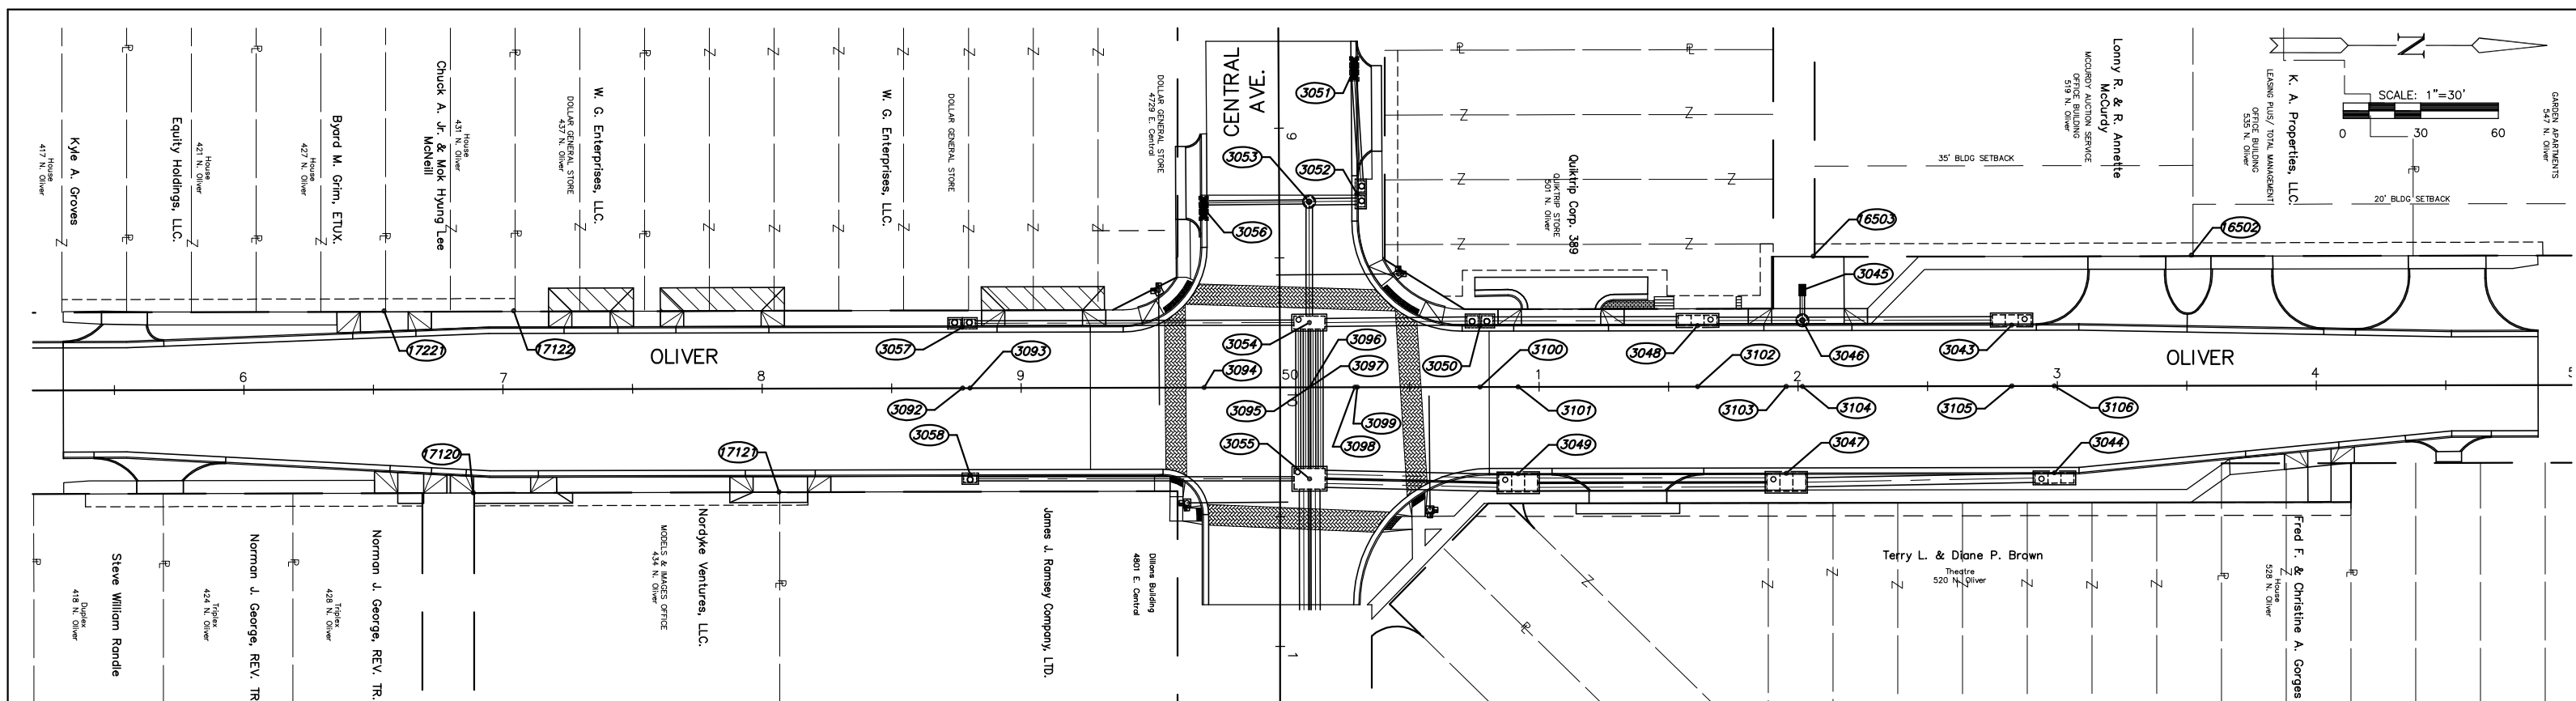 CENTRAL
AVE.
OLIVER
OLIVER
SCALE: 1"=30'
0
30
60
N
Kyle A. Groves
House
417 N. Oliver
Equity Holdings, LLC.
House
421 N. Oliver
Byard M. Grim, ETUX.
House
427 N. Oliver
Chuck A. Jr. & Mok Hyung Lee
McNeill
House
431 N. Oliver
W. G. Enterprises, LLC.
DOLLAR GENERAL STORE
437 N. Oliver
W. G. Enterprises, LLC.
DOLLAR GENERAL STORE
DOLLAR GENERAL STORE
4729 E. Central
Quiktrip Corp. 389
QUIKTRIP STORE
501 N. Oliver
Lonny R. & R. Annette
McCurdy
MCCURDY AUCTION SERVICE
OFFICE BUILDING
519 N. Oliver
K. A. Properties, LLC.
LEASING PLUS/ TOTAL MANAGEMENT
OFFICE BUILDING
535 N. Oliver
GARDEN APARTMENTS
547 N. Oliver
35' BLDG SETBACK
20' BLDG SETBACK
3051
3053
3052
3056
16503
16502
3045
17221
17122
3057
3093
3054
3096
3097
3050
3100
3048
3102
3046
3043
3094
3092
3095
3099
3098
3101
3103
3104
3105
3106
3058
3055
3049
3047
3044
17120
17121
6
7
8
9
50
1
2
3
4
5
9
1
Steve William Randle
Duplex
418 N. Oliver
Norman J. George, REV. TR
Triplex
424 N. Oliver
Norman J. George, REV. TR.
Triplex
428 N. Oliver
Nordyke Ventures, LLC.
MODELS & IMAGES OFFICE
434 N. Oliver
James J. Ramsey Company, LTD.
Dillons Building
4801 E. Central
Terry L. & Diane P. Brown
Theatre
520 N. Oliver
Fred F. & Christine A. Gorges
House
528 N. Oliver